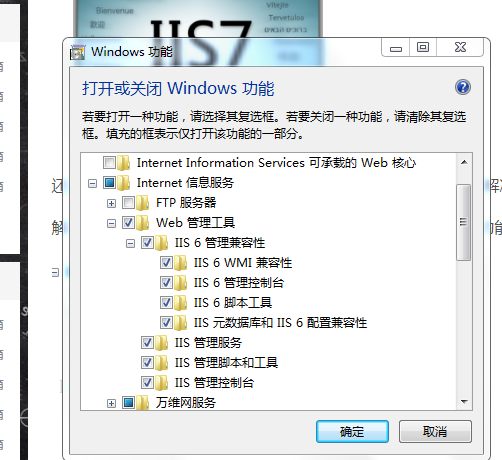 Bienvenue
Vitejte
歡迎
Tervetuloa
ברוכים הבאים
IIS7
Windows 功能
打开或关闭 Windows 功能
若要打开一种功能，请选择其复选框。若要关闭一种功能，请清除其复选
框。填充的框表示仅打开该功能的一部分。
Internet Information Services 可承载的 Web 核心
Internet 信息服务
FTP 服务器
Web 管理工具
IIS 6 管理兼容性
IIS 6 WMI 兼容性
IIS 6 管理控制台
IIS 6 脚本工具
IIS 元数据库和 IIS 6 配置兼容性
IIS 管理服务
IIS 管理脚本和工具
IIS 管理控制台
万维网服务
确定
取消
还
解